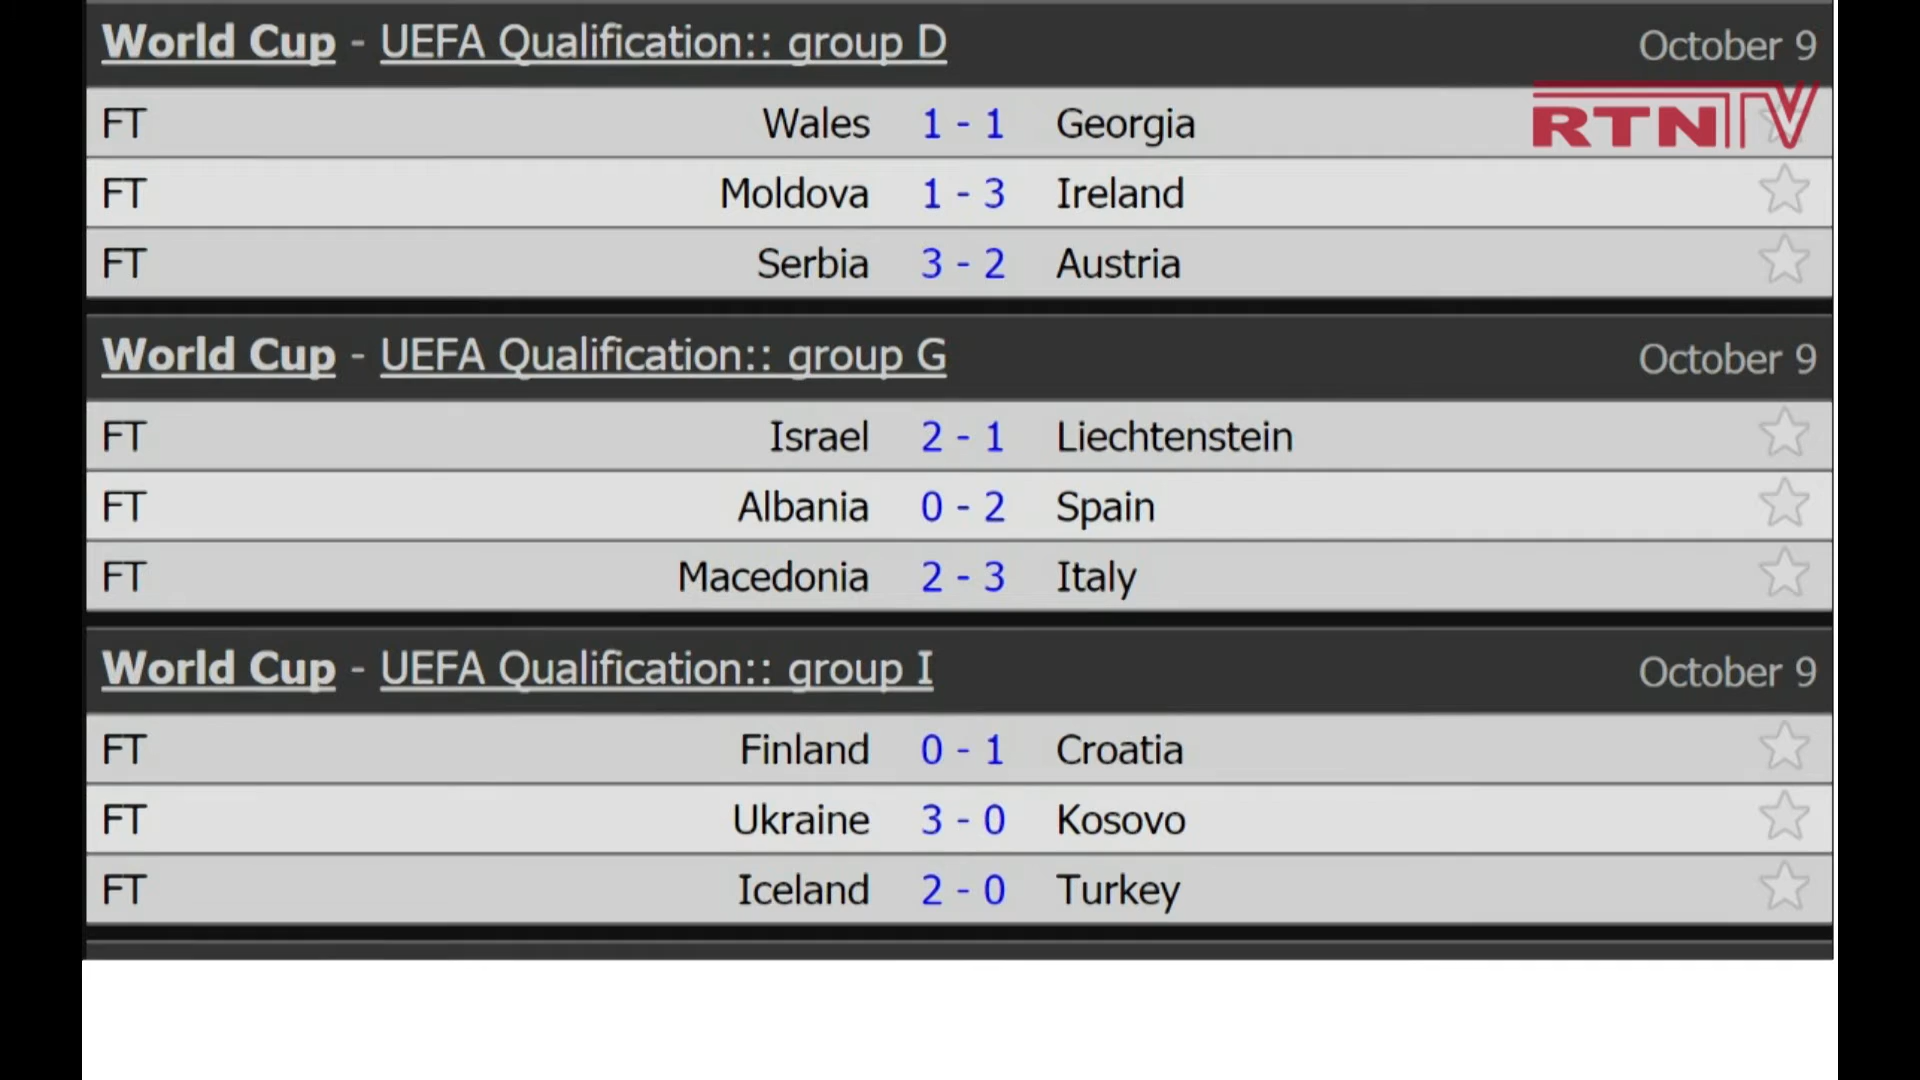 World Cup - UEFA Qualification:: group D October 9
RTNTV
FT Wales 1 - 1 Georgia
FT Moldova 1 - 3 Ireland
FT Serbia 3 - 2 Austria
World Cup - UEFA Qualification:: group G October 9
FT Israel 2 - 1 Liechtenstein
FT Albania 0 - 2 Spain
FT Macedonia 2 - 3 Italy
World Cup - UEFA Qualification:: group I October 9
FT Finland 0 - 1 Croatia
FT Ukraine 3 - 0 Kosovo
FT Iceland 2 - 0 Turkey